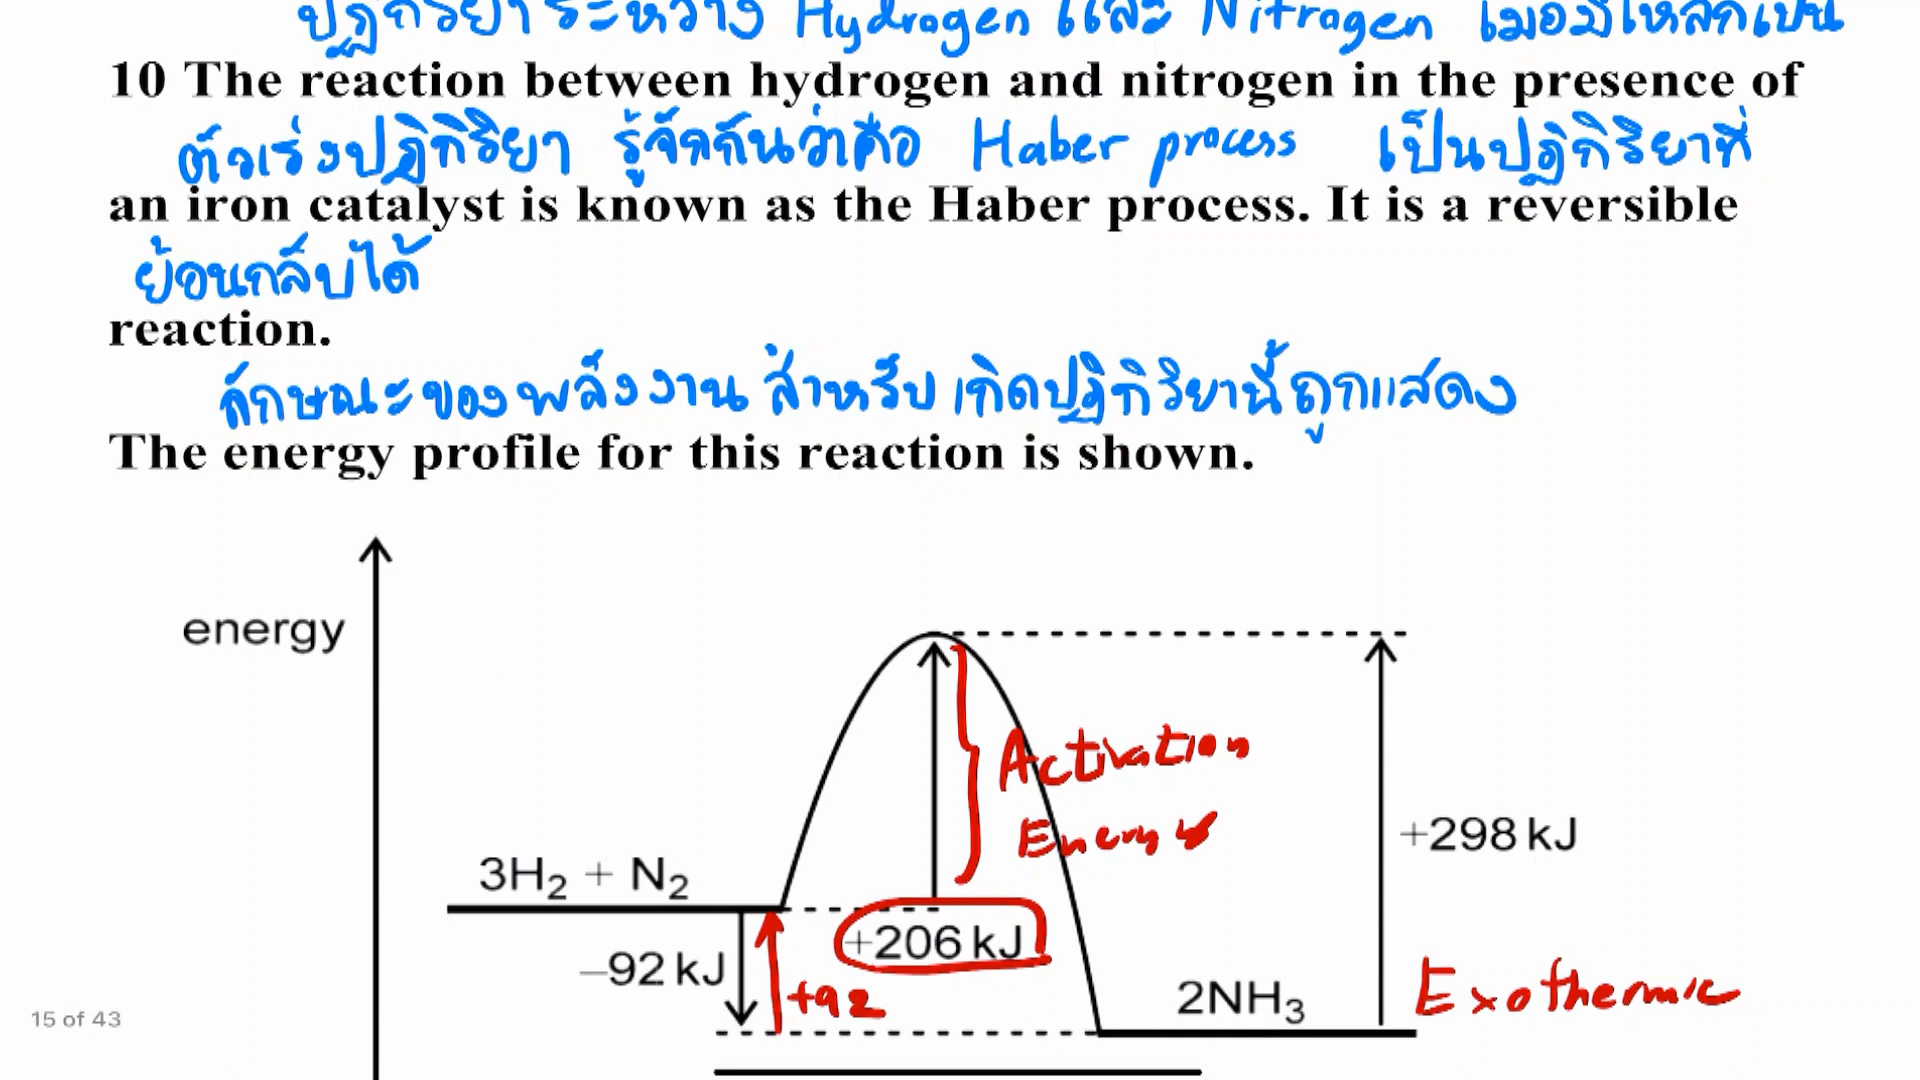 ปฏิกิริยาระหว่าง Hydrogen และ Nitrogen เมื่อมีเหล็กเป็น
10 The reaction between hydrogen and nitrogen in the presence of
ตัวเร่งปฏิกิริยา รู้จักกันว่าคือ Haber process เป็นปฏิกิริยาที่
an iron catalyst is known as the Haber process. It is a reversible
ย้อนกลับได้
reaction.
ลักษณะของพลังงาน สำหรับ เกิดปฏิกิริยานี้ถูกแสดง
The energy profile for this reaction is shown.
energy
Activation
Energy
+298 kJ
3H₂ + N₂
+206 kJ
–92 kJ
+92
2NH₃
Exothermic
15 of 43